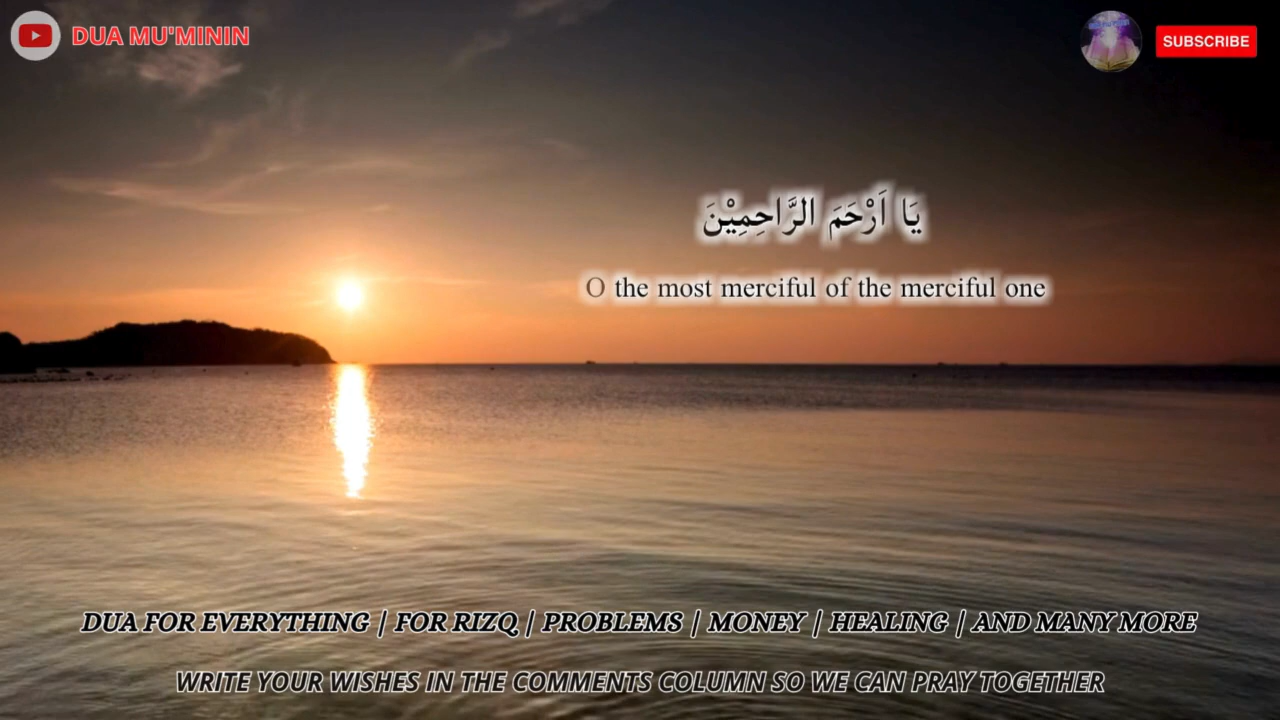 DUA MU'MININ
SUBSCRIBE
يَا اَرْحَمَ الرَّاحِمِيْنَ
O the most merciful of the merciful one
DUA FOR EVERYTHING | FOR RIZQ | PROBLEMS | MONEY | HEALING | AND MANY MORE
WRITE YOUR WISHES IN THE COMMENTS COLUMN SO WE CAN PRAY TOGETHER